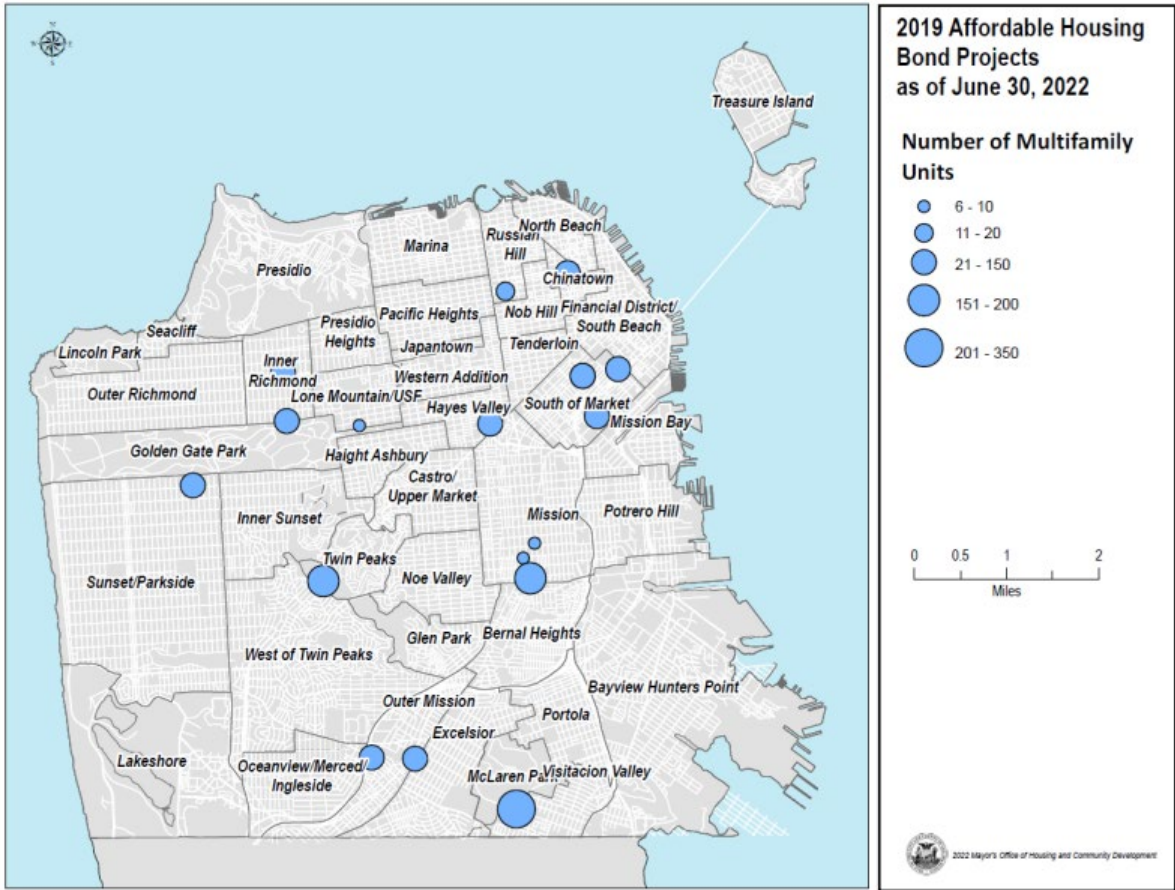 2019 Affordable Housing
Bond Projects
as of June 30, 2022
Number of Multifamily
Units
6 - 10
11 - 20
21 - 150
151 - 200
201 - 350
0 0.5 1 2
Miles
2022 Mayor's Office of Housing and Community Development
N
E
S
W
Treasure Island
North Beach
Russian
Hill
Marina
Presidio
Chinatown
Nob Hill
Financial District/
South Beach
Pacific Heights
Presidio
Heights
Japantown
Tenderloin
Seacliff
Lincoln Park
Inner
Richmond
Outer Richmond
Western Addition
Lone Mountain/USF
Hayes Valley
South of Market
Mission Bay
Golden Gate Park
Haight Ashbury
Castro/
Upper Market
Mission
Potrero Hill
Inner Sunset
Twin Peaks
Sunset/Parkside
Noe Valley
Glen Park
Bernal Heights
West of Twin Peaks
Bayview Hunters Point
Outer Mission
Portola
Excelsior
Lakeshore
Oceanview/Merced/
Ingleside
McLaren Park
Visitacion Valley